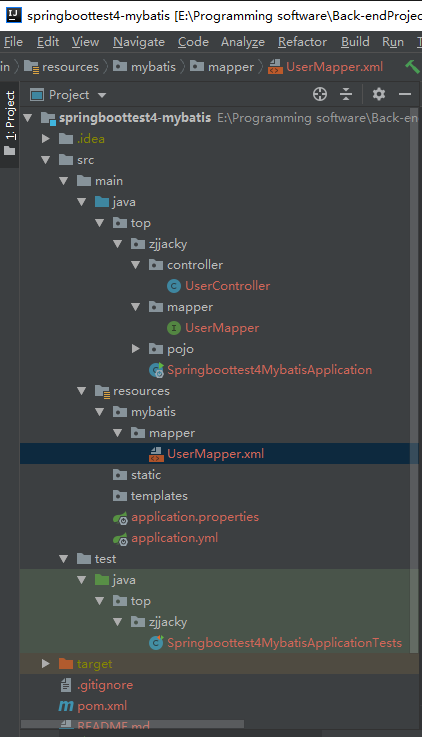 springboottest4-mybatis [E:\Programming software\Back-endProjec
File Edit View Navigate Code Analyze Refactor Build Run
in resources mybatis mapper UserMapper.xml
1: Project
Project
springboottest4-mybatis E:\Programming software\Back-en
.idea
src
main
java
top
zjjacky
controller
UserController
mapper
UserMapper
pojo
Springboottest4MybatisApplication
resources
mybatis
mapper
UserMapper.xml
static
templates
application.properties
application.yml
test
java
top
zjjacky
Springboottest4MybatisApplicationTests
target
.gitignore
pom.xml
README.md